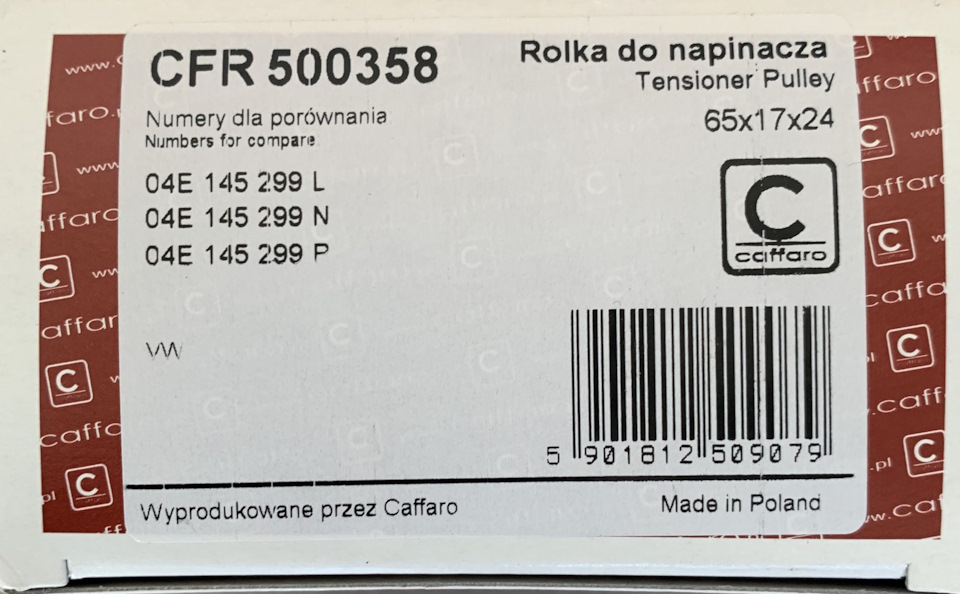 CFR 500358
Rolka do napinacza
Tensioner Pulley
65x17x24
Numery dla porównania
Numbers for compare
04E 145 299 L
04E 145 299 N
04E 145 299 P
C
caffaro
VW
5 901812 509079
Wyprodukowane przez Caffaro
Made in Poland